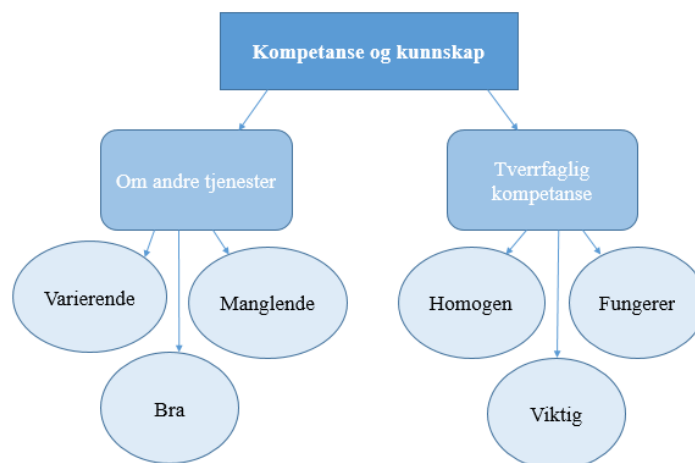 Kompetanse og kunnskap
Om andre tjenester
Tverrfaglig
kompetanse
Varierende
Manglende
Homogen
Fungerer
Bra
Viktig